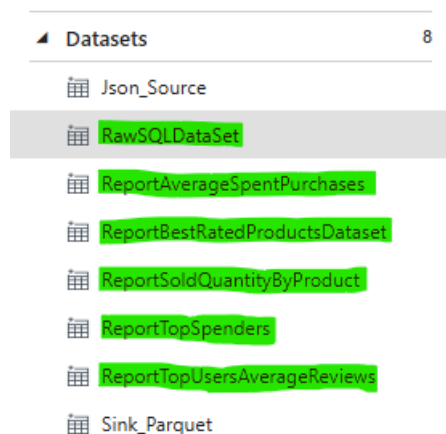 Datasets 8
Json_Source
RawSQLDataSet
ReportAverageSpentPurchases
ReportBestRatedProductsDataset
ReportSoldQuantityByProduct
ReportTopSpenders
ReportTopUsersAverageReviews
Sink_Parquet